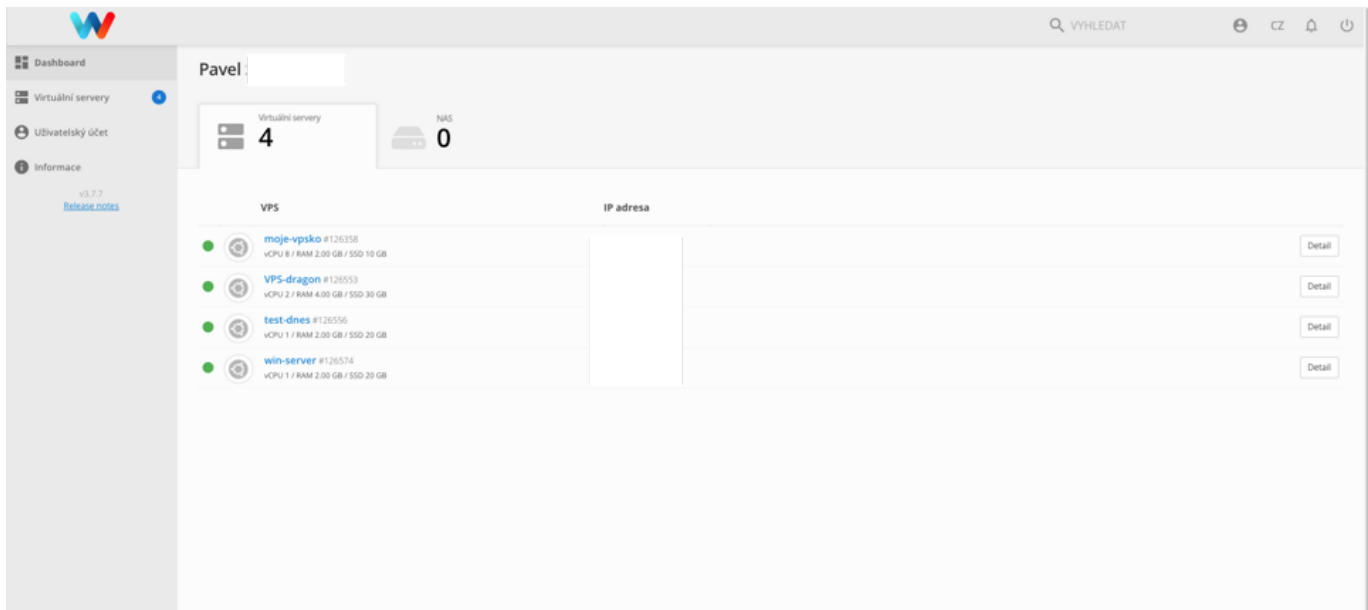 VYHLEDAT
CZ
Dashboard
Virtuální servery
4
Uživatelský účet
Informace
v3.7.7
Release notes
Pavel
Virtuální servery
4
NAS
0
VPS
IP adresa
moje-vpsko #126358
vCPU 8 / RAM 2.00 GB / SSD 10 GB
Detail
VPS-dragon #126553
vCPU 2 / RAM 4.00 GB / SSD 30 GB
Detail
test-dnes #126556
vCPU 1 / RAM 2.00 GB / SSD 20 GB
Detail
win-server #126574
vCPU 1 / RAM 2.00 GB / SSD 20 GB
Detail